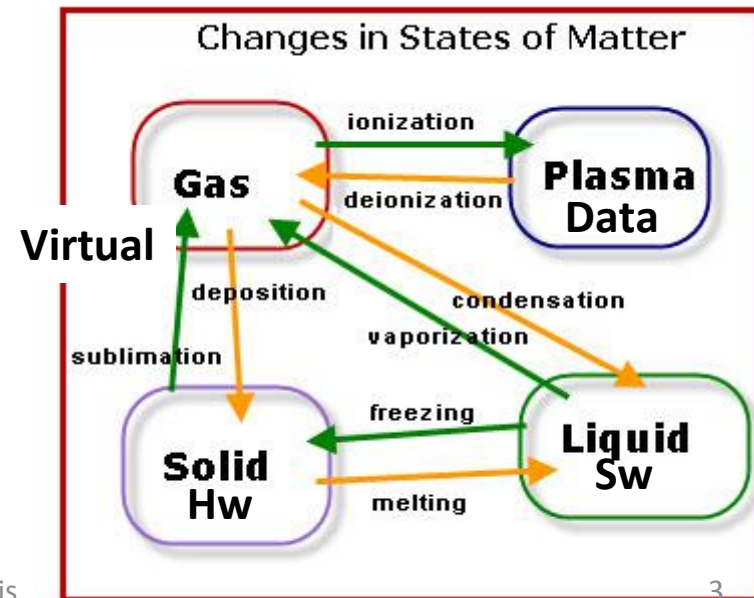 Changes in States of Matter
ionization
Gas
Plasma
deionization
Data
Virtual
deposition
condensation
vaporization
sublimation
freezing
Solid
Liquid
Hw
Sw
melting
is
3